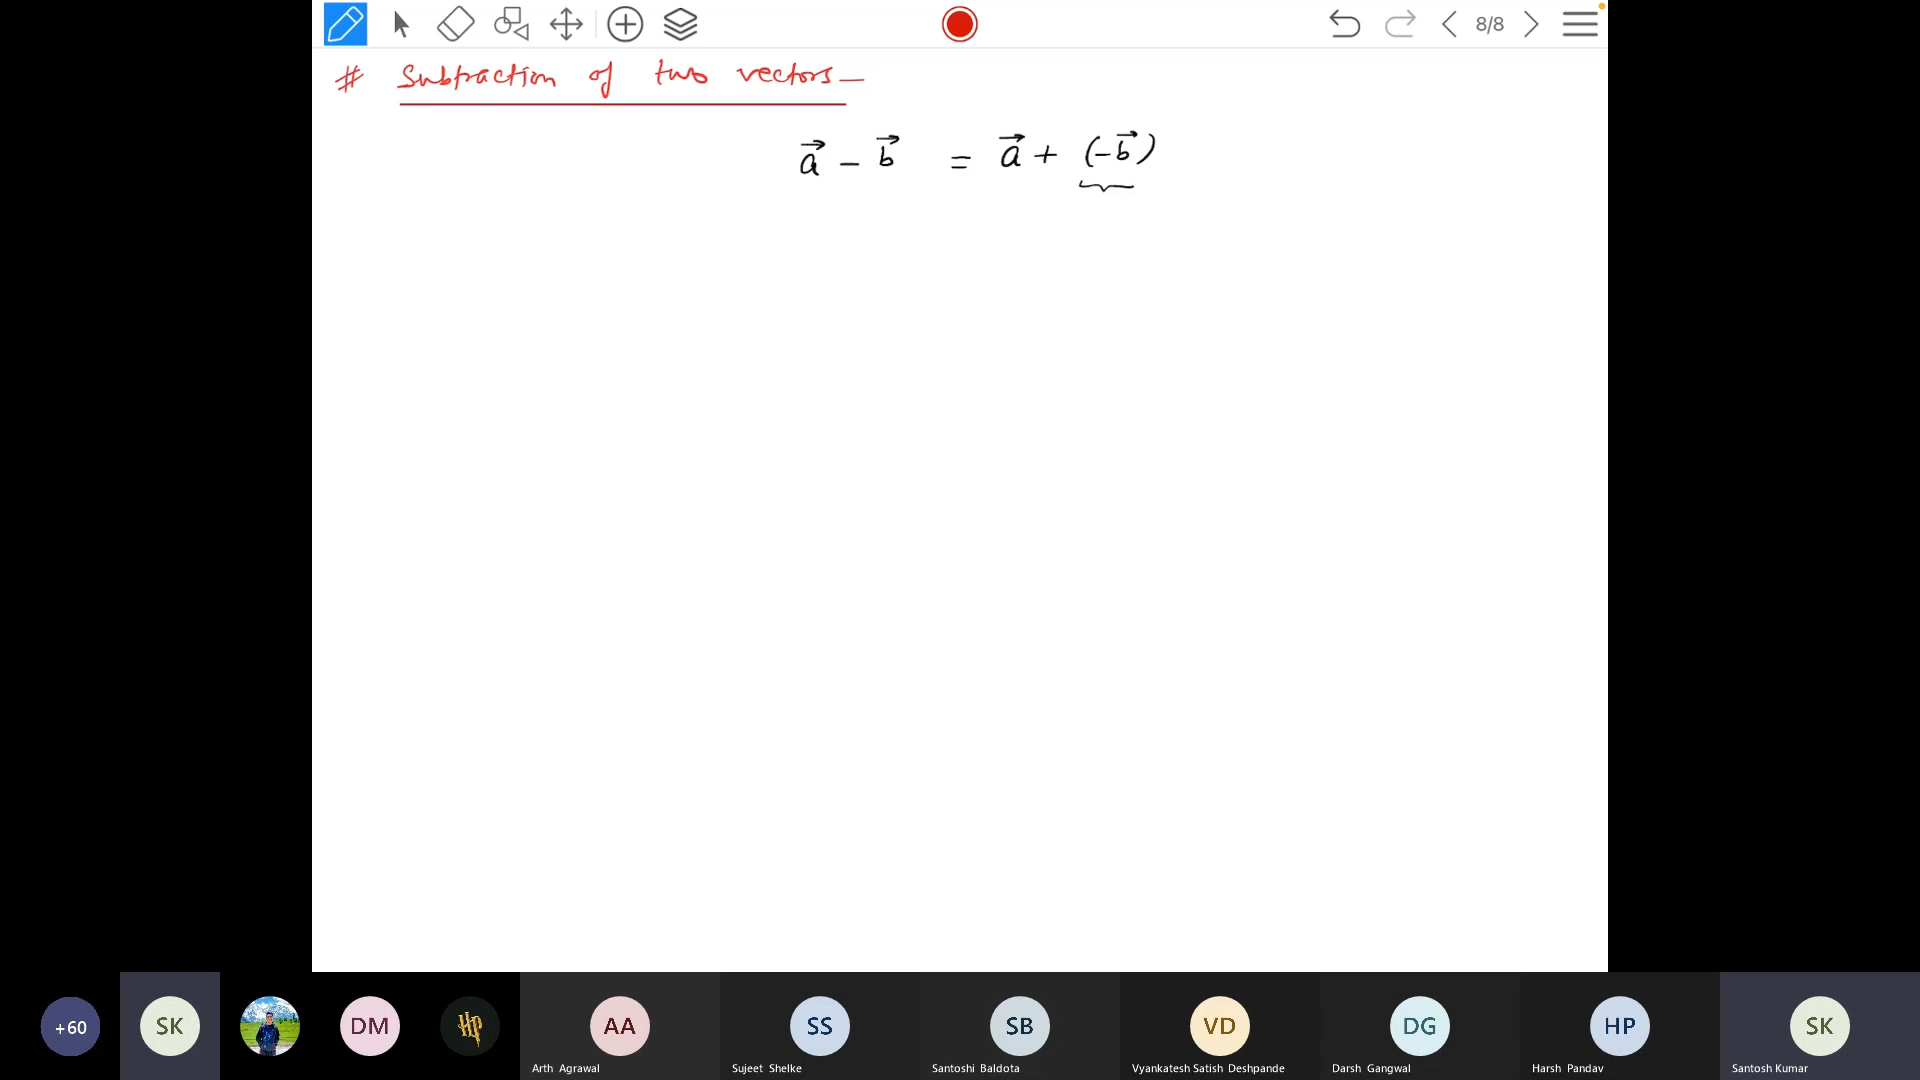 8/8
# Subtraction of two vectors —
a⃗ − b⃗ = a⃗ + (−b⃗)
+60 SK DM HP AA SS SB VD DG HP SK
Arth Agrawal Sujeet Shelke Santoshi Baldota Vyankatesh Satish Deshpande Darsh Gangwal Harsh Pandav Santosh Kumar